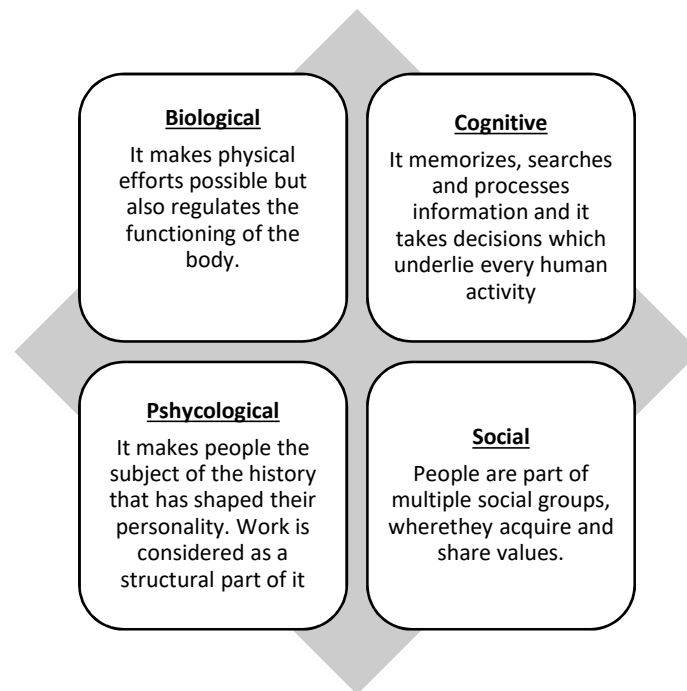 Biological
It makes physical
efforts possible but
also regulates the
functioning of the
body.
Cognitive
It memorizes, searches
and processes
information and it
takes decisions which
underlie every human
activity
Pshycological
It makes people the
subject of the history
that has shaped their
personality. Work is
considered as a
structural part of it
Social
People are part of
multiple social groups,
wherethey acquire and
share values.